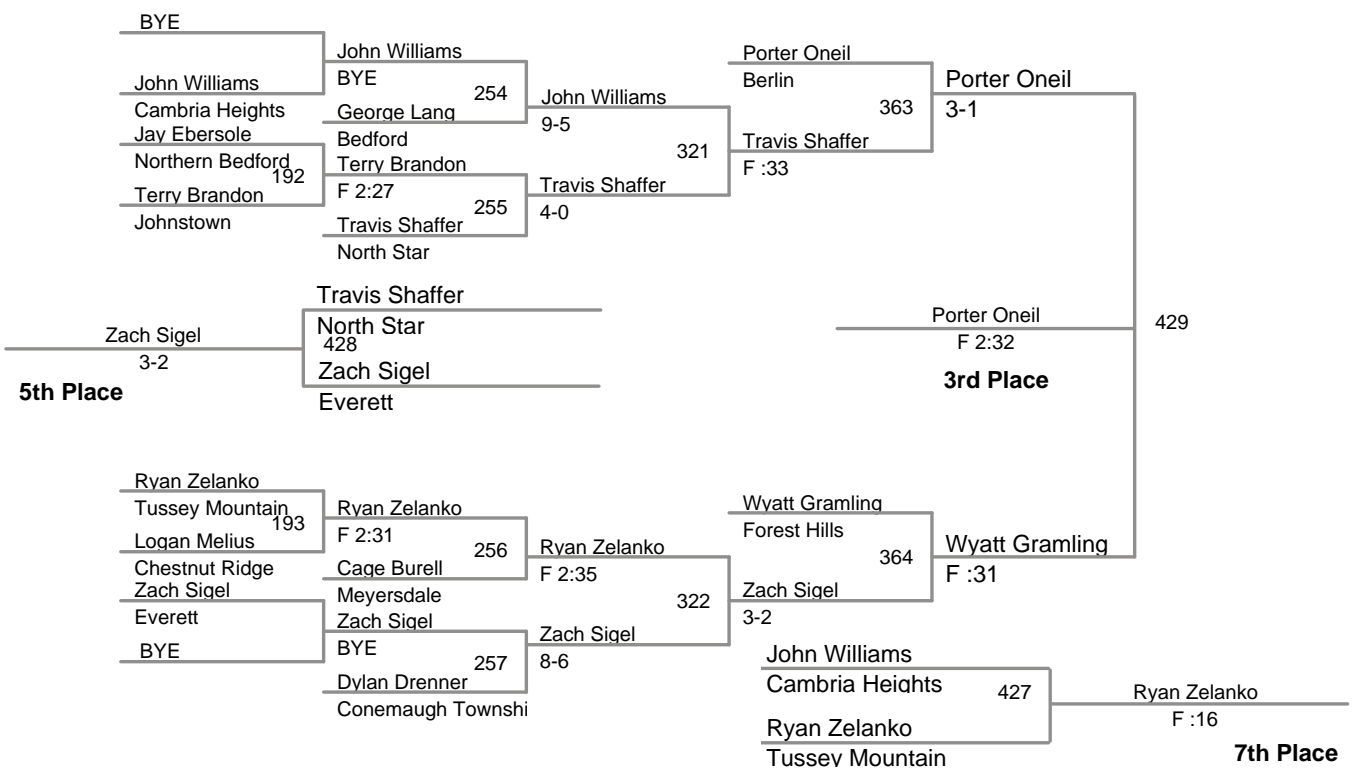 BYE
John Williams
Cambria Heights
Jay Ebersole
Northern Bedford
192
Terry Brandon
Johnstown
John Williams
BYE
254
George Lang
Bedford
Terry Brandon
F 2:27
255
Travis Shaffer
North Star
John Williams
9-5
321
Travis Shaffer
4-0
Porter Oneil
Berlin
363
Travis Shaffer
F :33
Porter Oneil
3-1
Travis Shaffer
North Star
428
Zach Sigel
Everett
Zach Sigel
3-2
5th Place
Porter Oneil
F 2:32
3rd Place
429
Ryan Zelanko
Tussey Mountain
193
Logan Melius
Chestnut Ridge
Zach Sigel
Everett
BYE
Ryan Zelanko
F 2:31
256
Cage Burell
Meyersdale
Zach Sigel
BYE
257
Dylan Drenner
Conemaugh Townshi
Ryan Zelanko
F 2:35
322
Zach Sigel
8-6
Wyatt Gramling
Forest Hills
364
Zach Sigel
3-2
Wyatt Gramling
F :31
John Williams
Cambria Heights
427
Ryan Zelanko
Tussey Mountain
Ryan Zelanko
F :16
7th Place